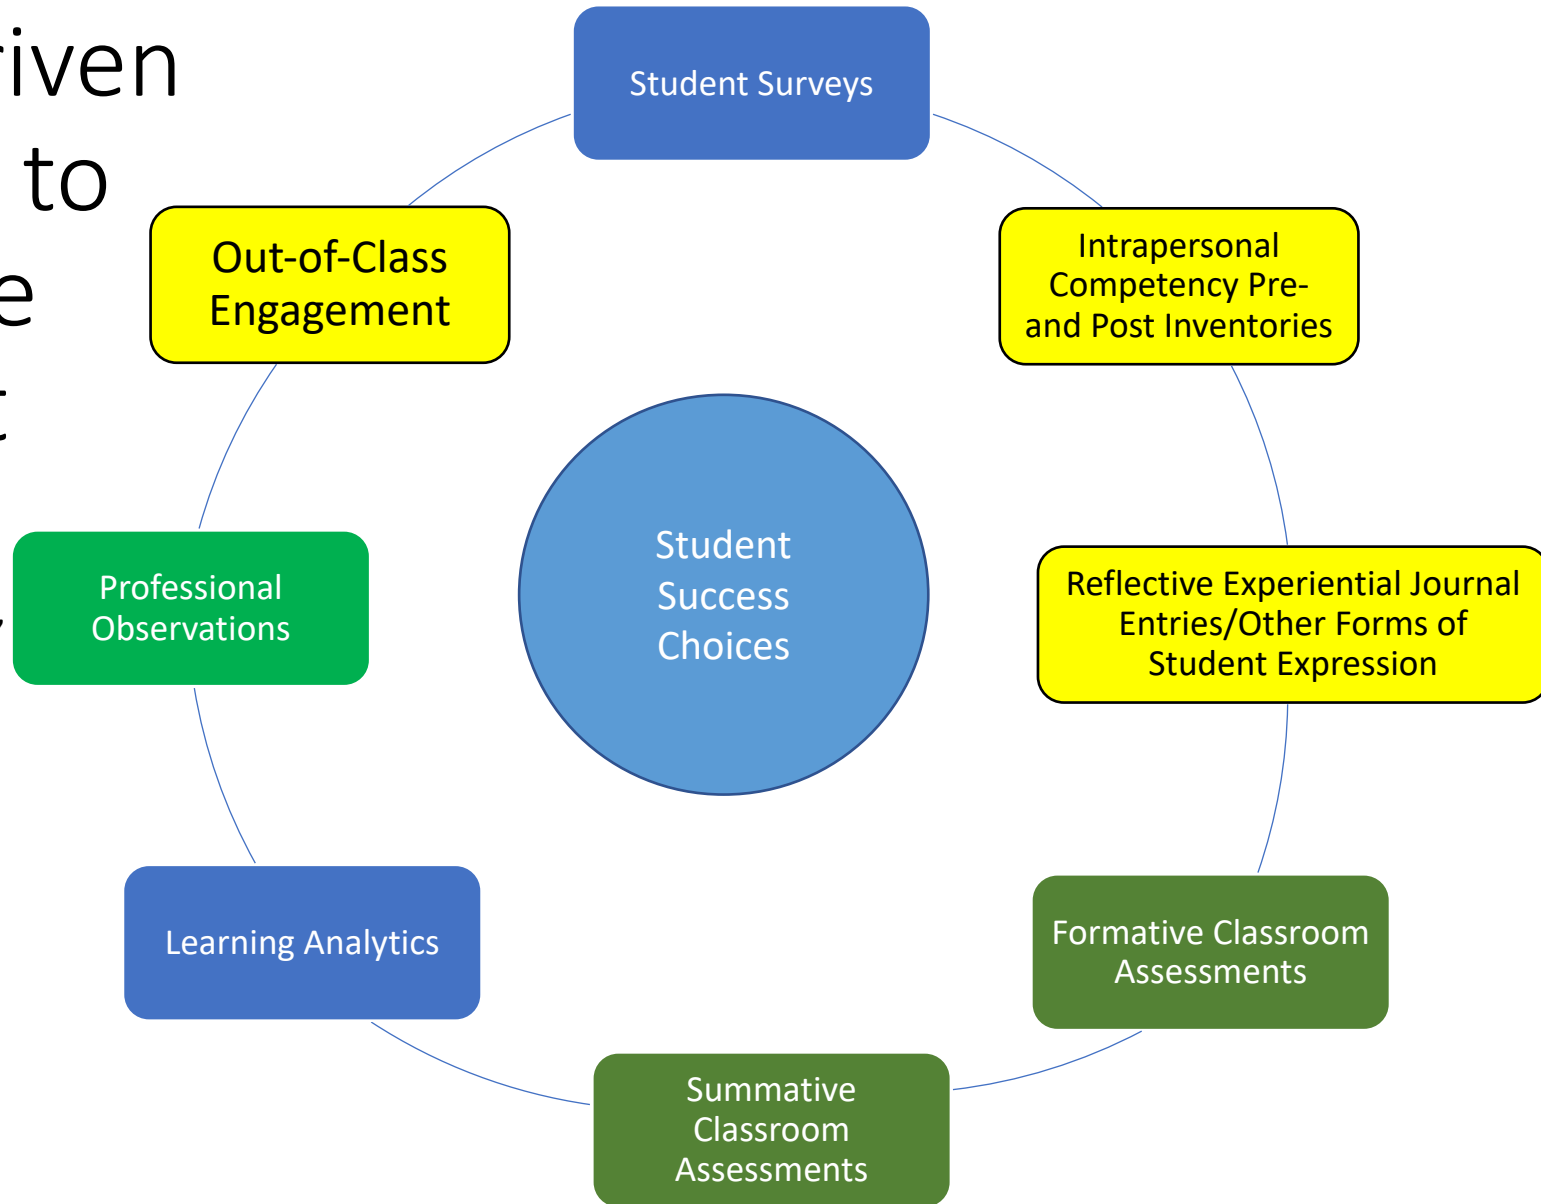 riven
to
e
t
Student Surveys
Intrapersonal
Competency Pre-
and Post Inventories
Reflective Experiential Journal
Entries/Other Forms of
Student Expression
Formative Classroom
Assessments
Summative
Classroom
Assessments
Learning Analytics
Professional
Observations
Out-of-Class
Engagement
Student
Success
Choices